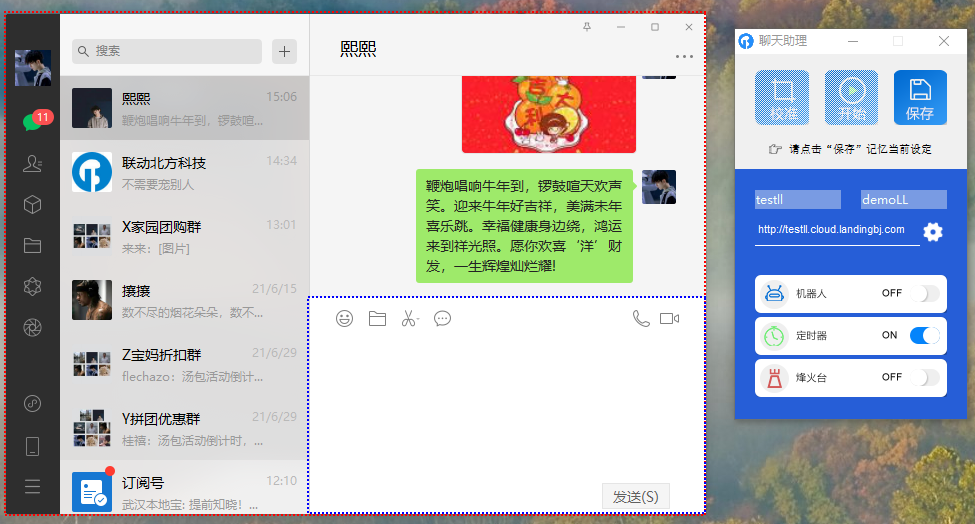 搜索
11
熙熙
15:06
鞭炮唱响牛年到，锣鼓喧...
联动北方科技
14:34
不需要宠别人
X家园团购群
13:01
来来：[图片]
攘攘
21/6/15
数不尽的烟花朵朵，数不...
Z宝妈折扣群
21/6/29
flechazo：汤包活动倒计...
Y拼团优惠群
21/6/29
桂禧：汤包活动倒计时，...
订阅号
12:10
武汉本地宝: 提前知晓！...
熙熙
吉
大
利
鞭炮唱响牛年到，锣鼓喧天欢声
笑。迎来牛年好吉祥，美满未年
喜乐跳。幸福健康身边绕，鸿运
来到祥光照。愿你欢喜‘洋’财
发，一生辉煌灿烂耀!
发送(S)
聊天助理
校准
开始
保存
请点击“保存”记忆当前设定
testll
demoLL
http://testll.cloud.landingbj.com
机器人
OFF
定时器
ON
烽火台
OFF